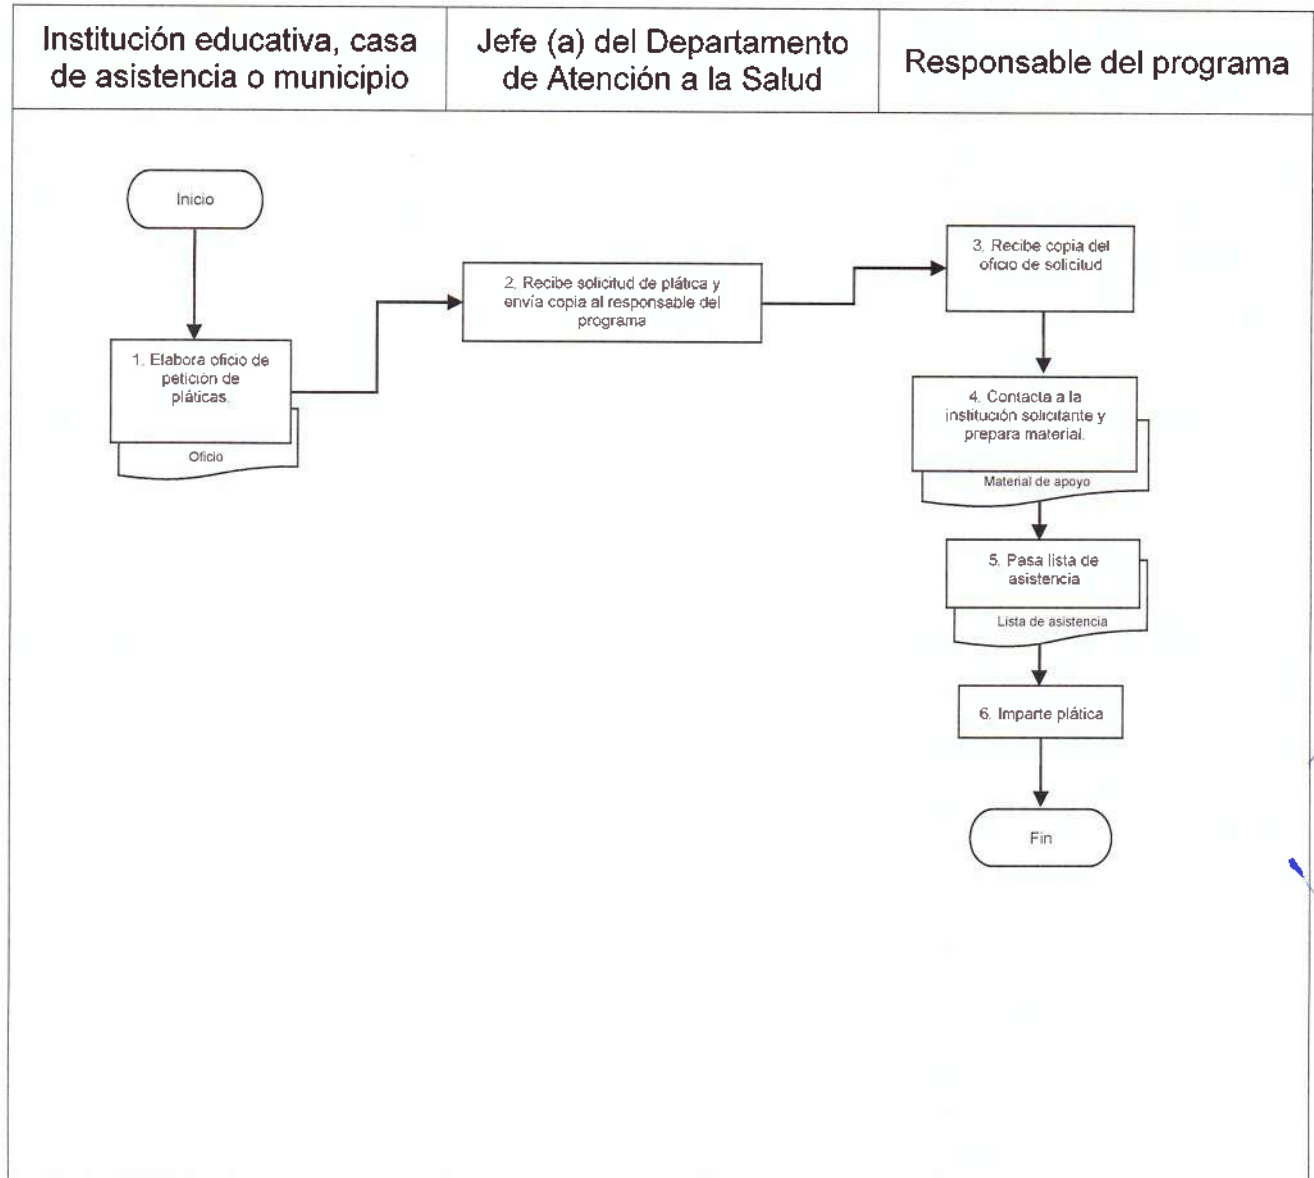 Institución educativa, casa
de asistencia o municipio
Jefe (a) del Departamento
de Atención a la Salud
Responsable del programa
Inicio
1. Elabora oficio de
petición de
pláticas.
Oficio
2. Recibe solicitud de plática y
envía copia al responsable del
programa
3. Recibe copia del
oficio de solicitud
4. Contacta a la
institución solicitante y
prepara material.
Material de apoyo
5. Pasa lista de
asistencia
Lista de asistencia
6. Imparte plática
Fin